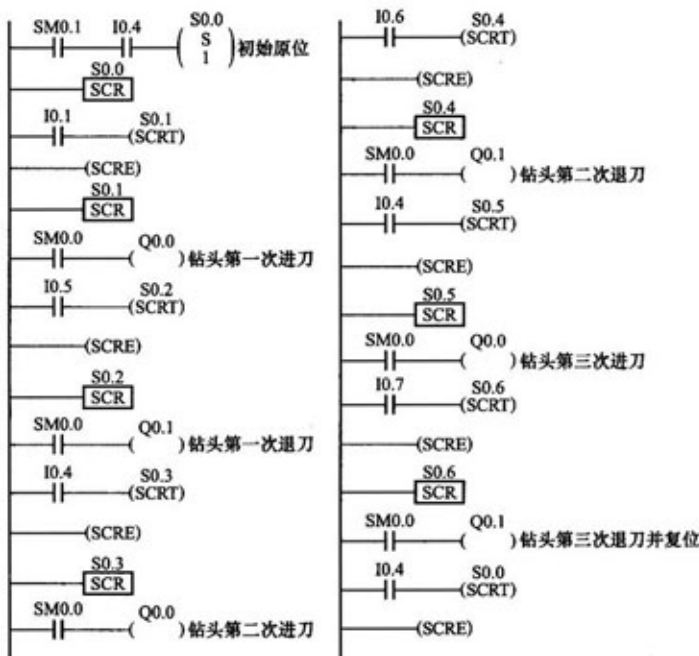 SM0.1 I0.4 S0.0
S
1
初始原位
S0.0
SCR
I0.1 S0.1
(SCRT)
(SCRE)
S0.1
SCR
SM0.0 Q0.0
钻头第一次进刀
I0.5 S0.2
(SCRT)
(SCRE)
S0.2
SCR
SM0.0 Q0.1
钻头第一次退刀
I0.4 S0.3
(SCRT)
(SCRE)
S0.3
SCR
SM0.0 Q0.0
钻头第二次进刀
I0.6 S0.4
(SCRT)
(SCRE)
S0.4
SCR
SM0.0 Q0.1
钻头第二次退刀
I0.4 S0.5
(SCRT)
(SCRE)
S0.5
SCR
SM0.0 Q0.0
钻头第三次进刀
I0.7 S0.6
(SCRT)
(SCRE)
S0.6
SCR
SM0.0 Q0.1
钻头第三次退刀并复位
I0.4 S0.0
(SCRT)
(SCRE)